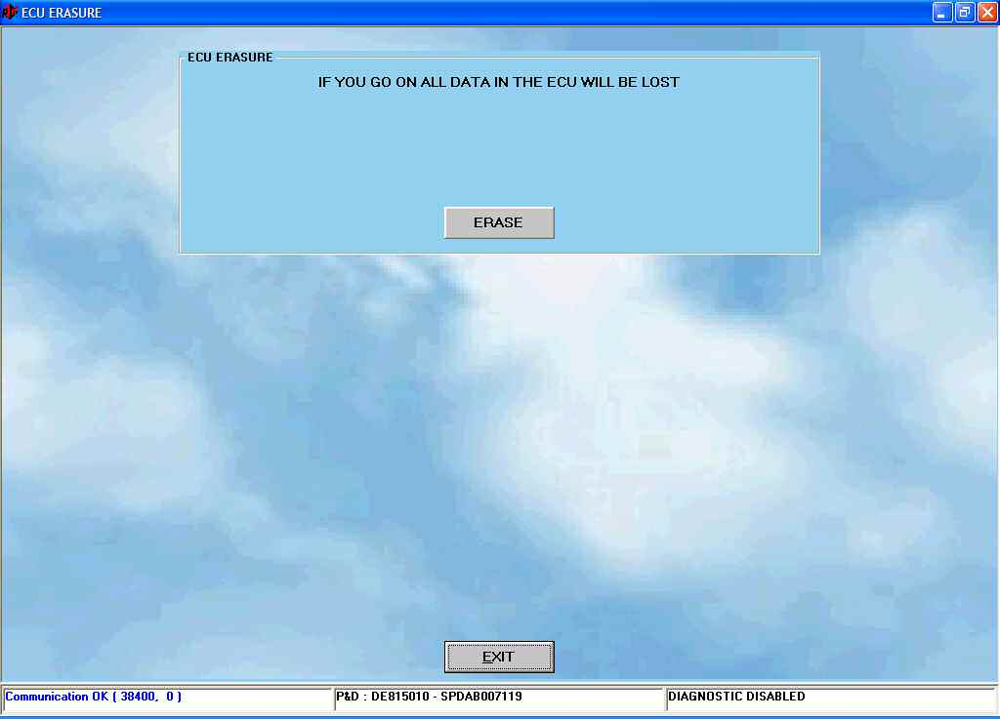 ECU ERASURE
ECU ERASURE
IF YOU GO ON ALL DATA IN THE ECU WILL BE LOST
ERASE
EXIT
Communication OK ( 38400, 0 )
P&D : DE815010 - SPDAB007119
DIAGNOSTIC DISABLED